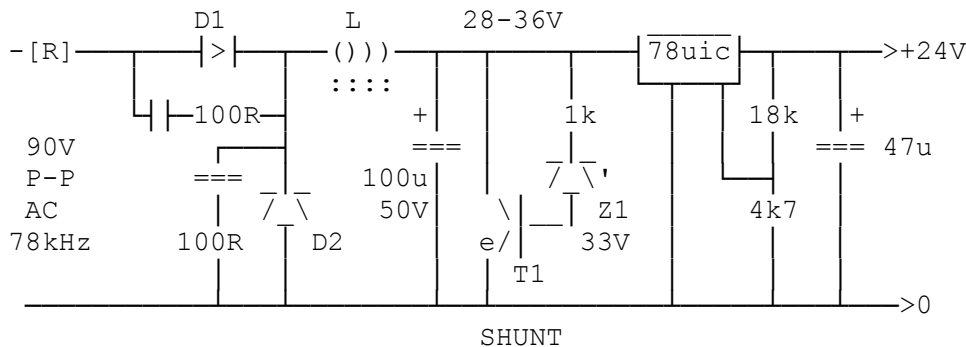 D1 L 28-36V
-[R] > ())) 78uic >+24V
::::
100R + 1k 18k +
90V === === 47u
P-P === 100u
AC 50V Z1 4k7
78kHz 100R D2 e/ 33V
T1
>0
SHUNT